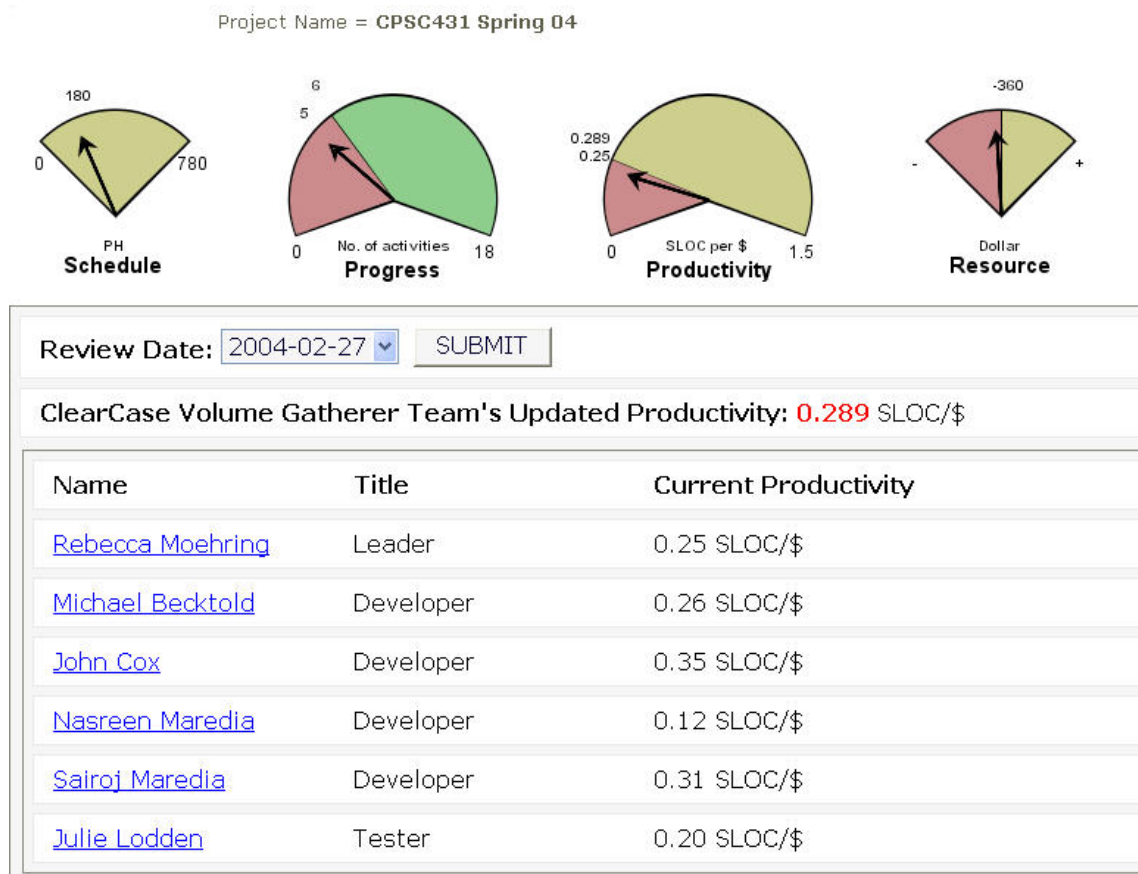 Project Name = CPSC431 Spring 04
180
0
780
PH
Schedule
6
5
0
No. of activities
18
Progress
0.289
0.25
0
SLOC per $
1.5
Productivity
-360
-
+
Dollar
Resource
Review Date: 2004-02-27 SUBMIT
ClearCase Volume Gatherer Team's Updated Productivity: 0.289 SLOC/$
Name Title Current Productivity
Rebecca Moehring Leader 0.25 SLOC/$
Michael Becktold Developer 0.26 SLOC/$
John Cox Developer 0.35 SLOC/$
Nasreen Maredia Developer 0.12 SLOC/$
Sairoj Maredia Developer 0.31 SLOC/$
Julie Lodden Tester 0.20 SLOC/$